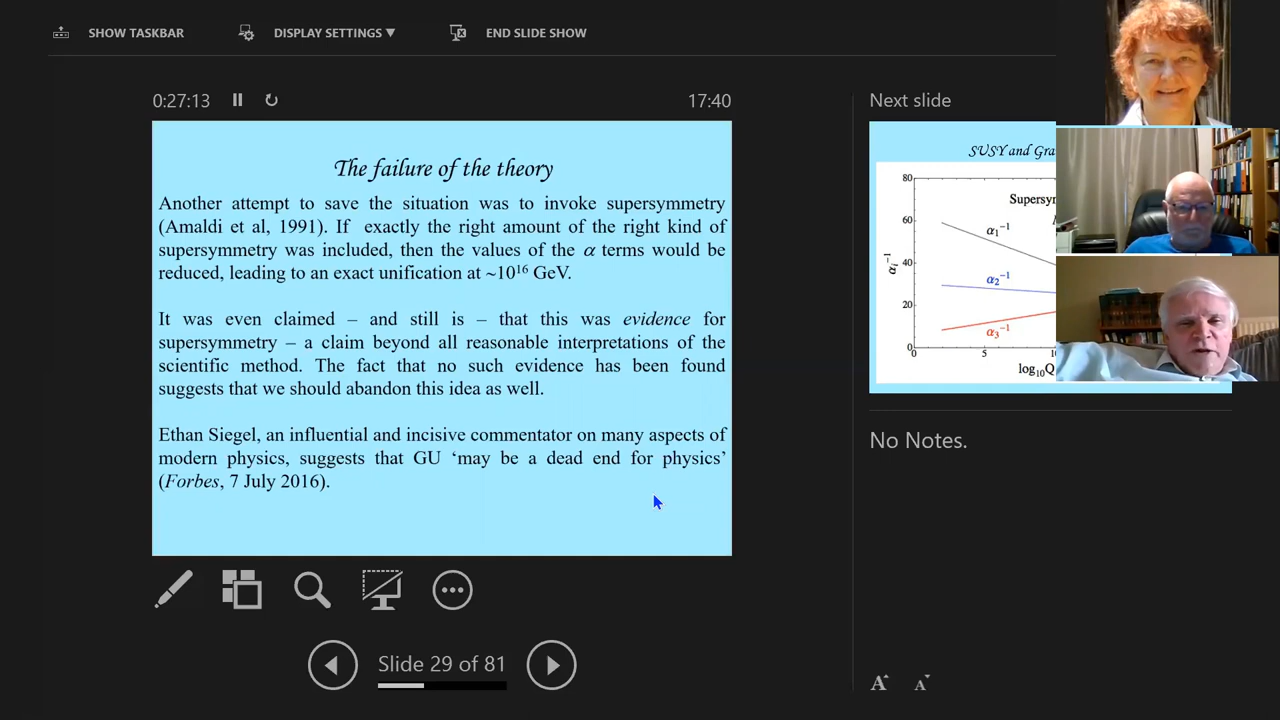 SHOW TASKBAR
DISPLAY SETTINGS ▼
END SLIDE SHOW
0:27:13
17:40
Next slide
The failure of the theory
Another attempt to save the situation was to invoke supersymmetry
(Amaldi et al, 1991). If exactly the right amount of the right kind of
supersymmetry was included, then the values of the α terms would be
reduced, leading to an exact unification at ~10¹⁶ GeV.
It was even claimed – and still is – that this was evidence for
supersymmetry – a claim beyond all reasonable interpretations of the
scientific method. The fact that no such evidence has been found
suggests that we should abandon this idea as well.
Ethan Siegel, an influential and incisive commentator on many aspects of
modern physics, suggests that GU ‘may be a dead end for physics’
(Forbes, 7 July 2016).
SUSY and Gra
80
60
40
20
0
αᵢ⁻¹
Supersy
α₁⁻¹
α₂⁻¹
α₃⁻¹
0
5
log₁₀Q
No Notes.
Slide 29 of 81
A
A